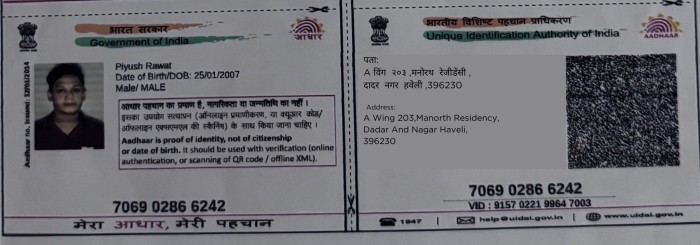 भारत सरकार
Government of India
आधार
Aadhaar no. issued: 12/08/2014
Piyush Rawat
Date of Birth/DOB: 25/01/2007
Male/ MALE
आधार पहचान का प्रमाण है, नागरिकता या जन्मतिथि का नहीं ।
इसका उपयोग सत्यापन (ऑनलाइन प्रमाणीकरण, या क्यूआर कोड/
ऑफलाइन एक्सएमएल की स्कैनिंग) के साथ किया जाना चाहिए ।
Aadhaar is proof of identity, not of citizenship
or date of birth. It should be used with verification (online
authentication, or scanning of QR code / offline XML).
7069 0286 6242
मेरा आधार, मेरी पहचान
भारतीय विशिष्ट पहचान प्राधिकरण
Unique Identification Authority of India
AADHAAR
पता:
A विंग २०३ ,मनोरथ रेजीडेंसी ,
दादर नगर हवेली ,396230
Address:
A Wing 203,Manorth Residency,
Dadar And Nagar Haveli,
396230
7069 0286 6242
VID : 9157 0221 9964 7003
1947 | help@uidai.gov.in | www.uidai.gov.in